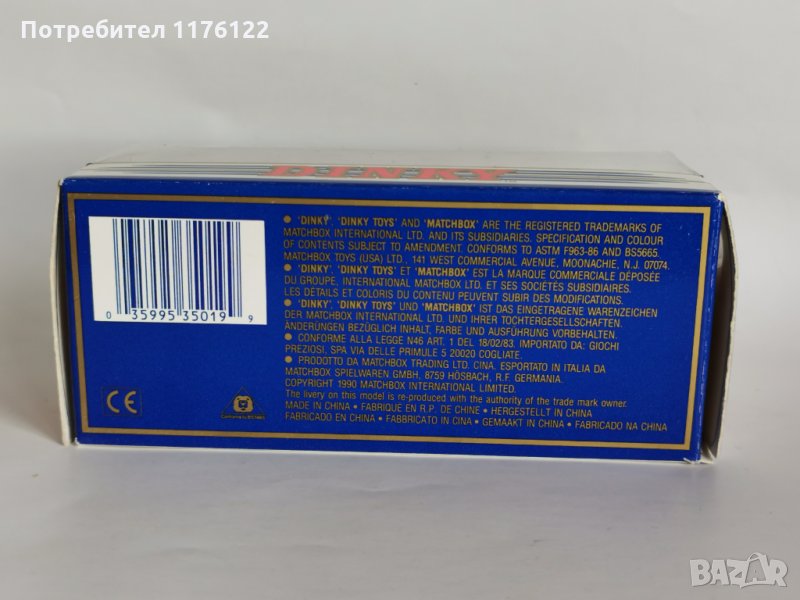 Потребител 1176122
DINKY
● 'DINKY', 'DINKY TOYS' AND 'MATCHBOX' ARE THE REGISTERED TRADEMARKS OF
MATCHBOX INTERNATIONAL LTD. AND ITS SUBSIDIARIES. SPECIFICATION AND COLOUR
OF CONTENTS SUBJECT TO AMENDMENT. CONFORMS TO ASTM F963-86 AND BS5665.
MATCHBOX TOYS (USA) LTD., 141 WEST COMMERCIAL AVENUE, MOONACHIE, N.J. 07074.
● 'DINKY', 'DINKY TOYS' ET 'MATCHBOX' EST LA MARQUE COMMERCIALE DÉPOSÉE
DU GROUPE, INTERNATIONAL MATCHBOX LTD. ET SES SOCIÉTÉS SUBSIDIAIRES.
LES DÉTAILS ET COLORIS DU CONTENU PEUVENT SUBIR DES MODIFICATIONS.
● 'DINKY', 'DINKY TOYS' UND 'MATCHBOX' IST DAS EINGETRAGENE WARENZEICHEN
DER MATCHBOX INTERNATIONAL LTD. UND IHRER TOCHTERGESELLSCHAFTEN.
ÄNDERUNGEN BEZÜGLICH INHALT, FARBE UND AUSFÜHRUNG VORBEHALTEN.
● CONFORME ALLA LEGGE N46 ART. 1 DEL 18/02/83. IMPORTATO DA: GIOCHI
PREZIOSI, SPA VIA DELLE PRIMULE 5 20020 COGLIATE.
● PRODOTTO DA MATCHBOX TRADING LTD. CINA. ESPORTATO IN ITALIA DA
MATCHBOX SPIELWAREN GMBH, 8759 HÖSBACH, R.F. GERMANIA.
COPYRIGHT 1990 MATCHBOX INTERNATIONAL LIMITED.
The livery on this model is re-produced with the authority of the trade mark owner.
MADE IN CHINA • FABRIQUE EN R.P. DE CHINE • HERGESTELLT IN CHINA
FABRICADO EN CHINA • FABBRICATO IN CINA • GEMAAKT IN CHINA • FABRICADO NA CHINA
0 35995 35019 9
CE
BAZAR